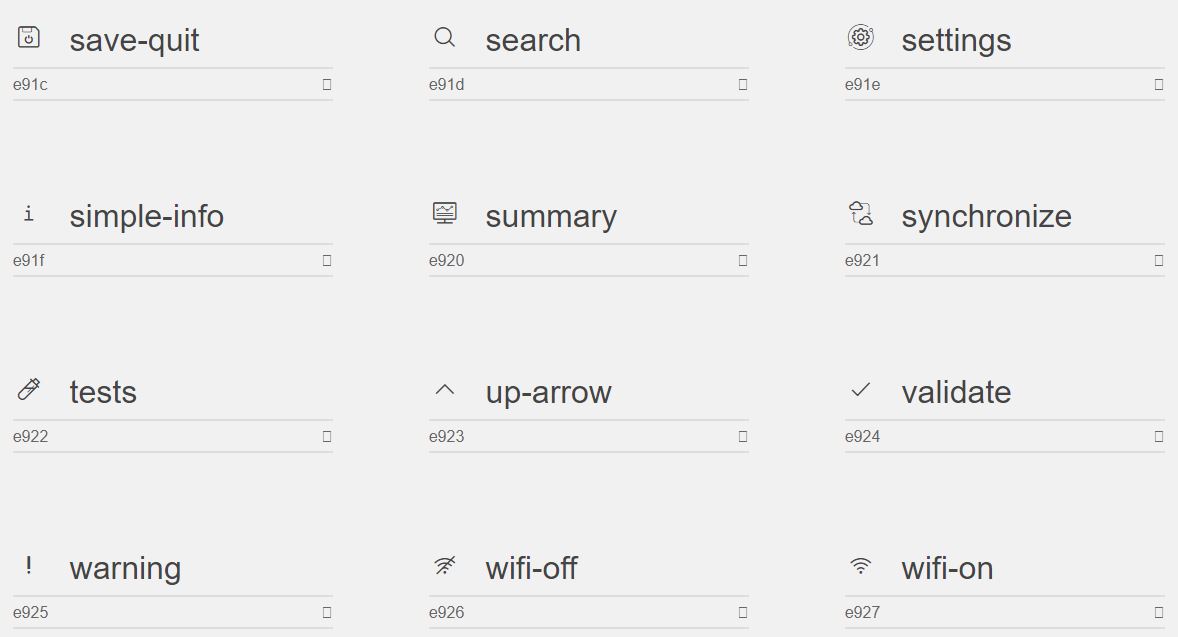 save-quit
search
settings
e91c
e91d
e91e
simple-info
summary
synchronize
e91f
e920
e921
tests
up-arrow
validate
e922
e923
e924
warning
wifi-off
wifi-on
e925
e926
e927